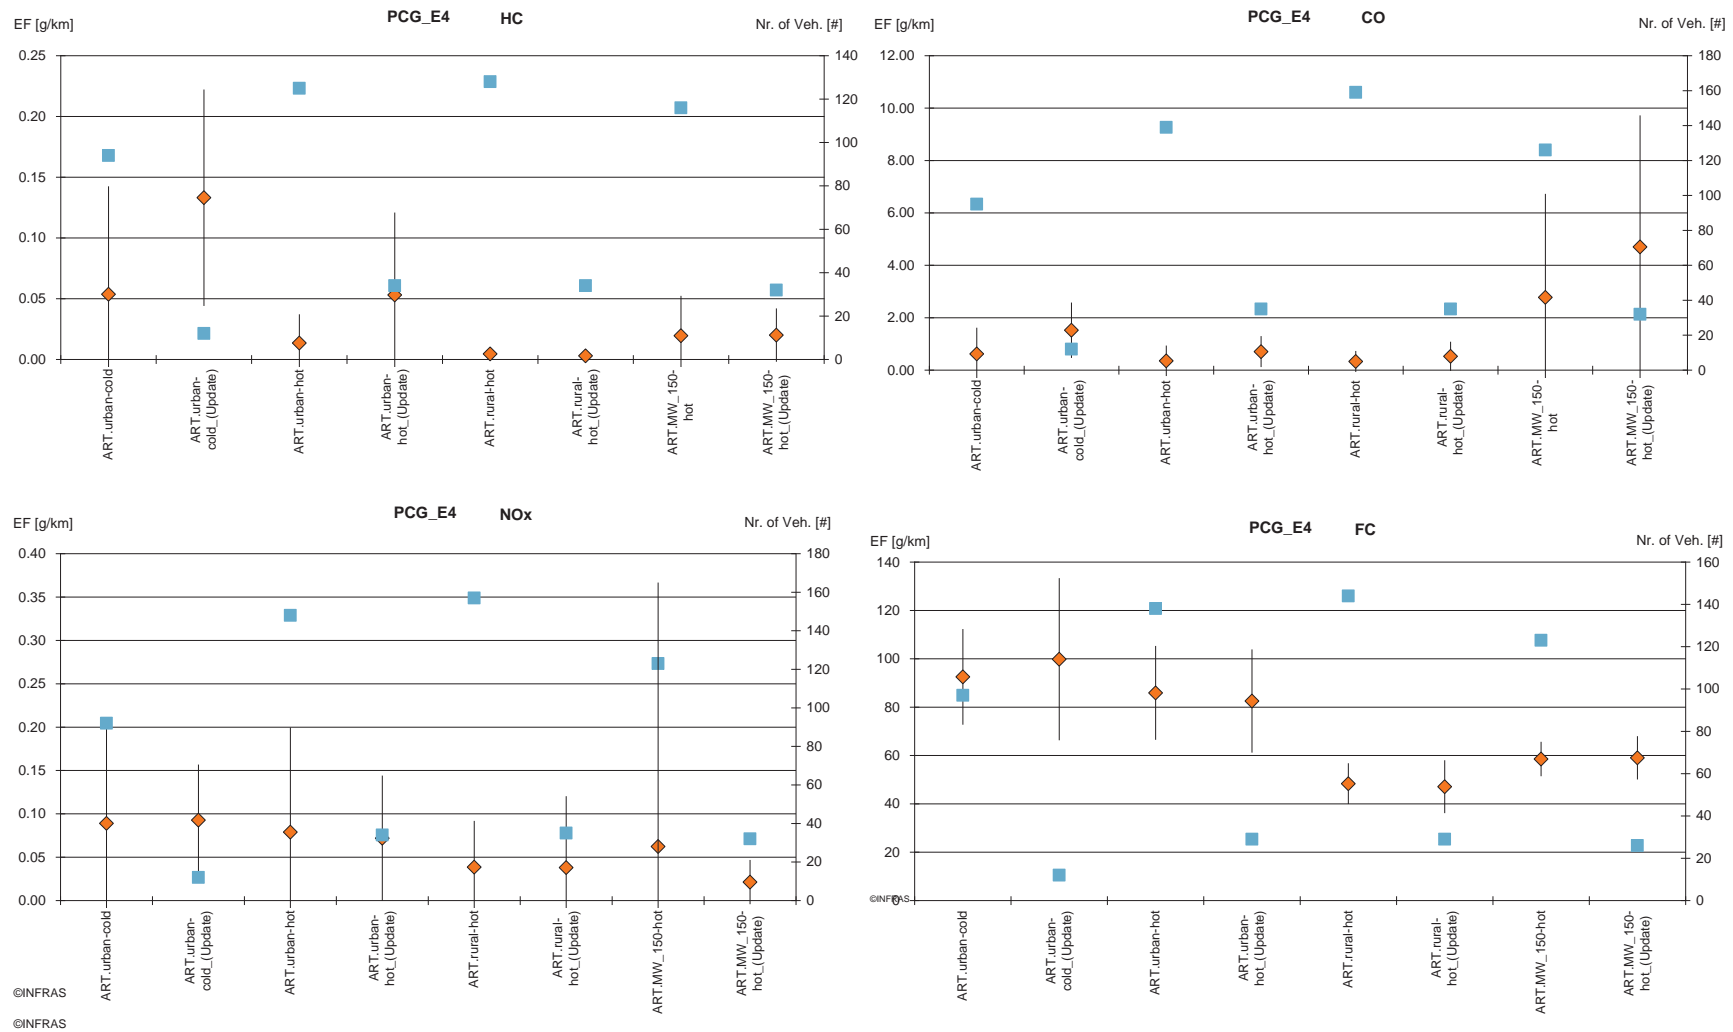 PCG_E4 HC
EF [g/km] Nr. of Veh. [#]
0.25 140
0.20 120
0.15 100
0.10 80
0.05 60
0.00 40
20
0
ART.urban-cold
ART.urban-
cold_(Update)
ART.urban-hot
ART.urban-
hot_(Update)
ART.rural-hot
ART.rural-
hot_(Update)
ART.MW_150-
hot
ART.MW_150-
hot_(Update)
PCG_E4 CO
EF [g/km] Nr. of Veh. [#]
12.00 180
10.00 160
8.00 140
6.00 120
4.00 100
2.00 80
0.00 60
40
20
0
ART.urban-cold
ART.urban-
cold_(Update)
ART.urban-hot
ART.urban-
hot_(Update)
ART.rural-hot
ART.rural-
hot_(Update)
ART.MW_150-
hot
ART.MW_150-
hot_(Update)
PCG_E4 NOx
EF [g/km] Nr. of Veh. [#]
0.40 180
0.35 160
0.30 140
0.25 120
0.20 100
0.15 80
0.10 60
0.05 40
0.00 20
0
ART.urban-cold
ART.urban-
cold_(Update)
ART.urban-hot
ART.urban-
hot_(Update)
ART.rural-hot
ART.rural-
hot_(Update)
ART.MW_150-hot
ART.MW_150-
hot_(Update)
©INFRAS
©INFRAS
PCG_E4 FC
EF [g/km] Nr. of Veh. [#]
140 160
120 140
100 120
80 100
60 80
40 60
20 40
0 20
0
©INFRAS
ART.urban-cold
ART.urban-
cold_(Update)
ART.urban-hot
ART.urban-
hot_(Update)
ART.rural-hot
ART.rural-
hot_(Update)
ART.MW_150-hot
ART.MW_150-
hot_(Update)